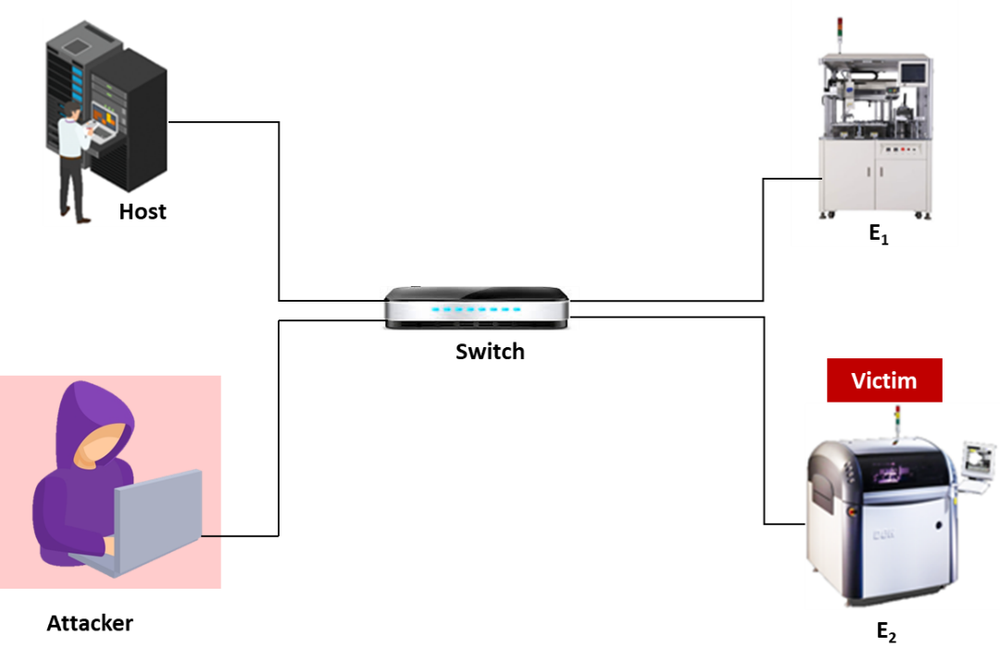 Host
E₁
Switch
Victim
Attacker
E₂